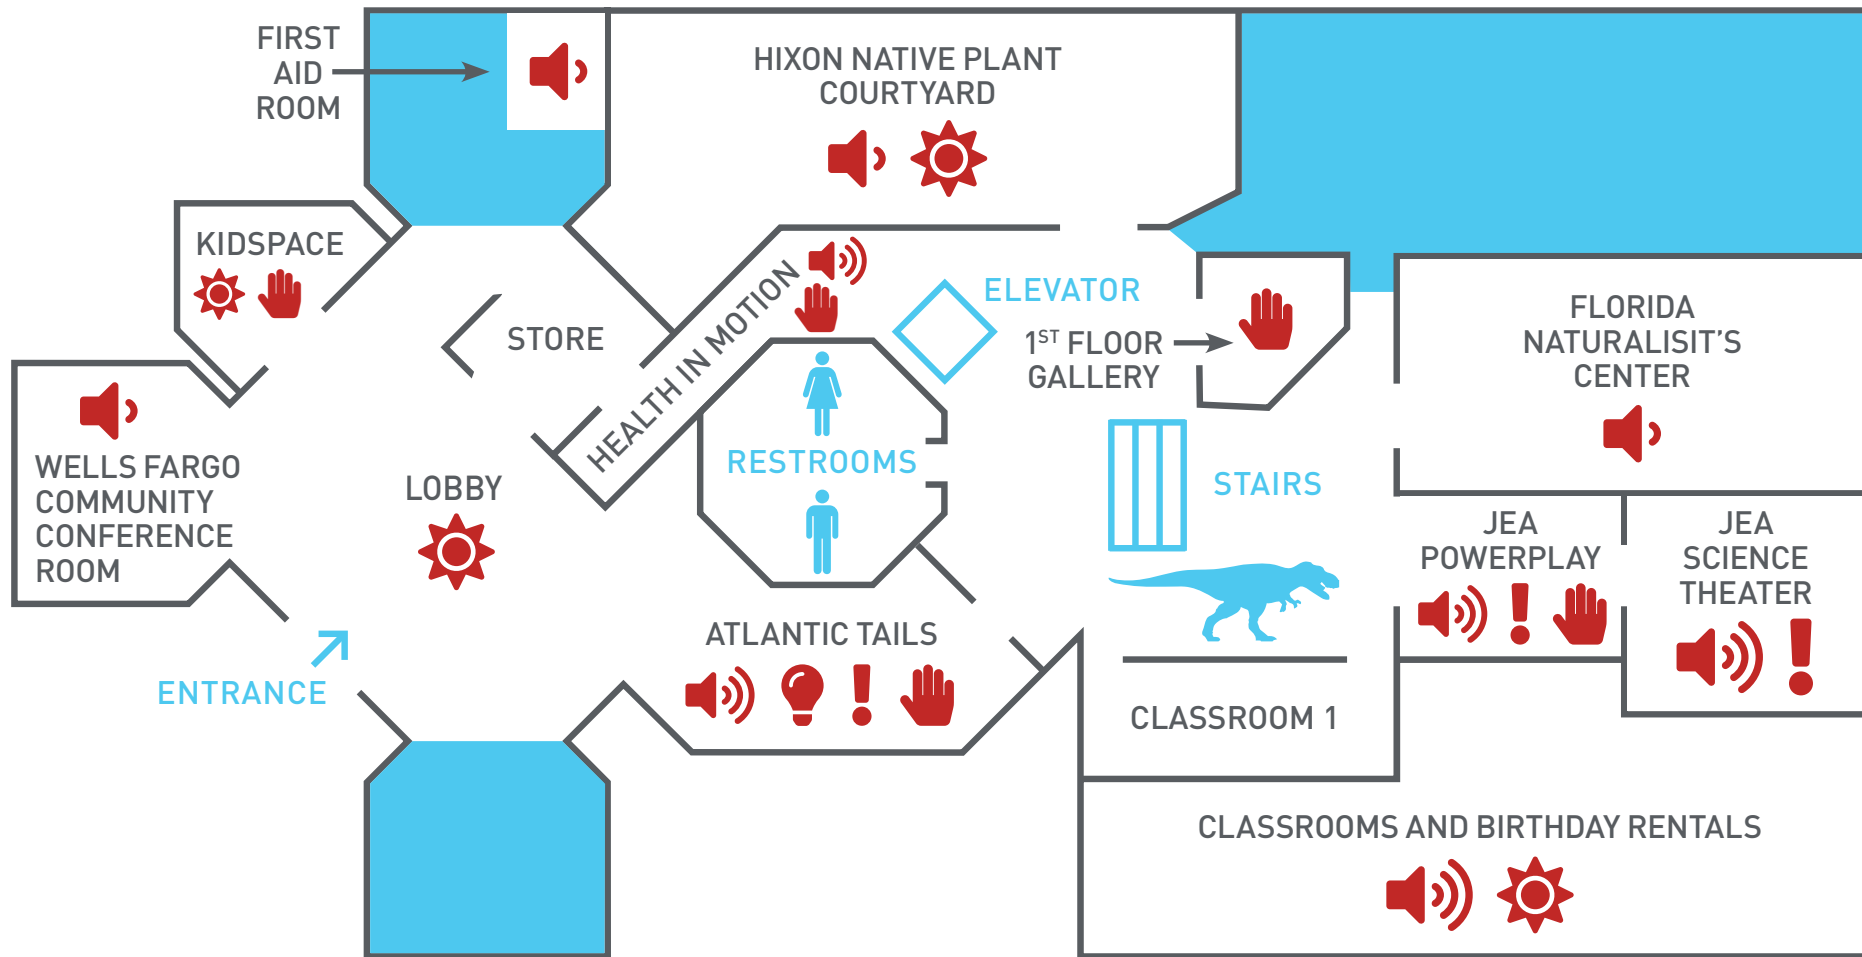 FIRST
AID
ROOM
HIXON NATIVE PLANT
COURTYARD
KIDSPACE
STORE
HEALTH IN MOTION
ELEVATOR
1ST FLOOR
GALLERY
FLORIDA
NATURALISIT'S
CENTER
WELLS FARGO
COMMUNITY
CONFERENCE
ROOM
LOBBY
RESTROOMS
STAIRS
JEA
POWERPLAY
JEA
SCIENCE
THEATER
ENTRANCE
ATLANTIC TAILS
CLASSROOM 1
CLASSROOMS AND BIRTHDAY RENTALS